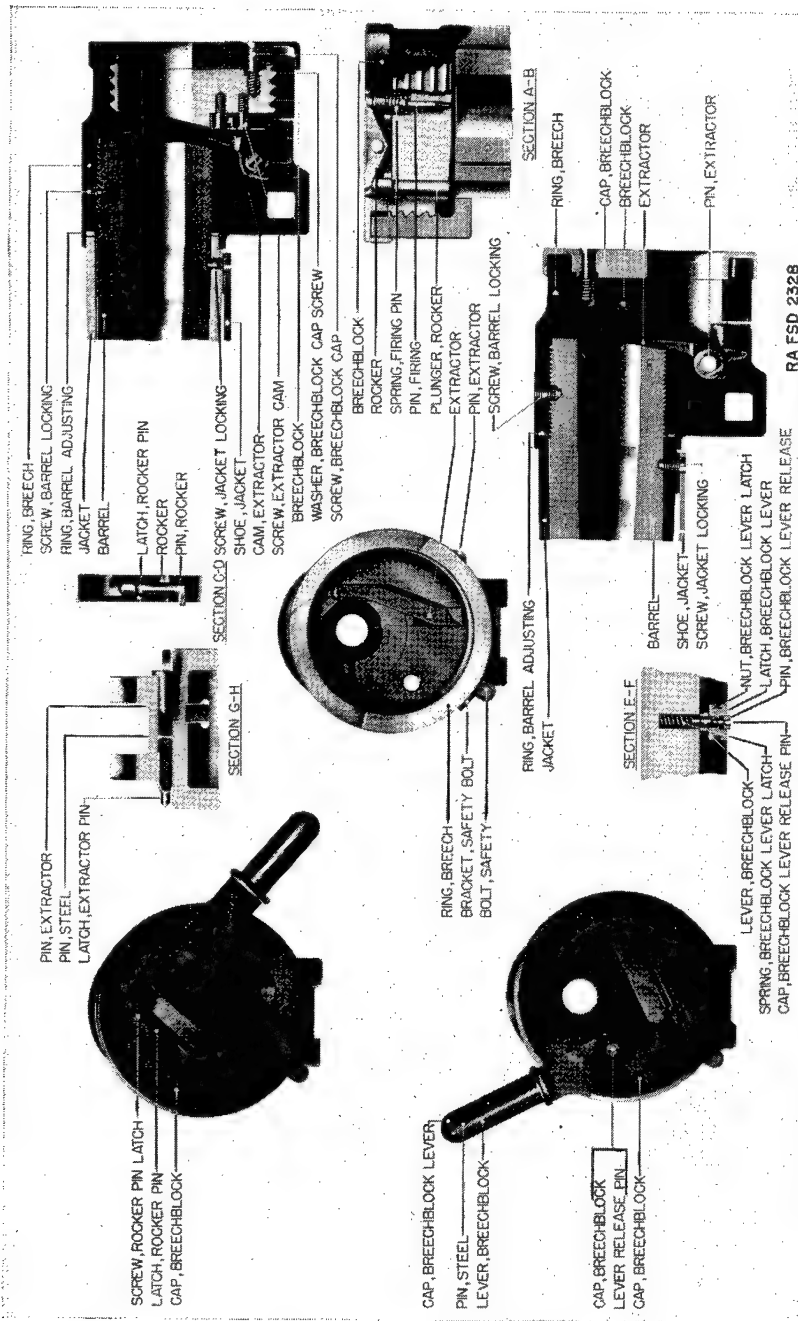 RING, BREECH
SCREW, BARREL LOCKING
RING, BARREL ADJUSTING
JACKET
BARREL
LATCH, ROCKER PIN
ROCKER
PIN, ROCKER
SECTION C-D
SCREW, JACKET LOCKING
SHOE, JACKET
CAM, EXTRACTOR
SCREW, EXTRACTOR CAM
BREECHBLOCK
WASHER, BREECHBLOCK CAP SCREW
SCREW, BREECHBLOCK CAP
PIN, EXTRACTOR
PIN, STEEL
LATCH, EXTRACTOR PIN
SECTION G-H
SCREW, ROCKER PIN LATCH
LATCH, ROCKER PIN
CAP, BREECHBLOCK
BREECHBLOCK
ROCKER
SPRING, FIRING PIN
PIN, FIRING
PLUNGER, ROCKER
EXTRACTOR
PIN, EXTRACTOR
SCREW, BARREL LOCKING
SECTION A-B
RING, BREECH
BRACKET, SAFETY BOLT
BOLT, SAFETY
RING, BREECH
CAP, BREECHBLOCK
BREECHBLOCK
EXTRACTOR
PIN, EXTRACTOR
RING, BARREL ADJUSTING
JACKET
BARREL
SHOE, JACKET
SCREW, JACKET LOCKING
SECTION E-F
NUT, BREECHBLOCK LEVER LATCH
LATCH, BREECHBLOCK LEVER
PIN, BREECHBLOCK LEVER RELEASE
LEVER, BREECHBLOCK
SPRING, BREECHBLOCK LEVER LATCH
CAP, BREECHBLOCK LEVER RELEASE PIN
CAP, BREECHBLOCK LEVER
PIN, STEEL
LEVER, BREECHBLOCK
CAP, BREECHBLOCK
LEVER RELEASE PIN
CAP, BREECHBLOCK
RA FSD 2328